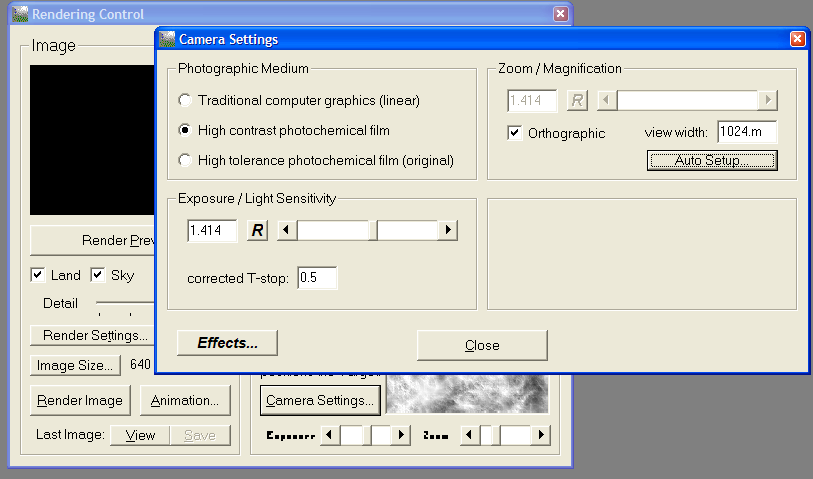 Rendering Control
Camera Settings
Image
Photographic Medium
Traditional computer graphics (linear)
High contrast photochemical film
High tolerance photochemical film (original)
Zoom / Magnification
1.414 R
Orthographic view width: 1024.m
Auto Setup...
Exposure / Light Sensitivity
1.414 R
corrected T-stop: 0.5
Effects...
Close
Render Prev
Land Sky
Detail
Render Settings...
Image Size... 640
Render Image Animation...
Last Image: View Save
Camera Settings...
Exposure Zoom